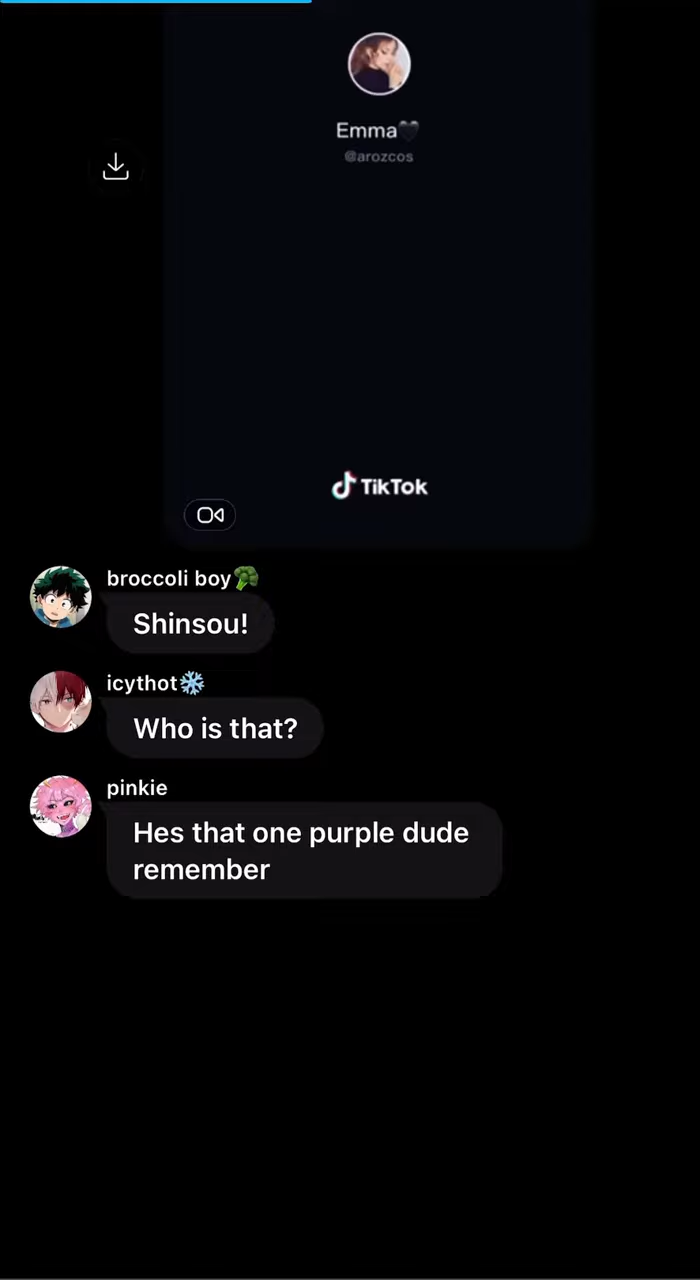 Emma🖤
@arozcos
TikTok
broccoli boy🥦
Shinsou!
icythot❄️
Who is that?
pinkie
Hes that one purple dude
remember